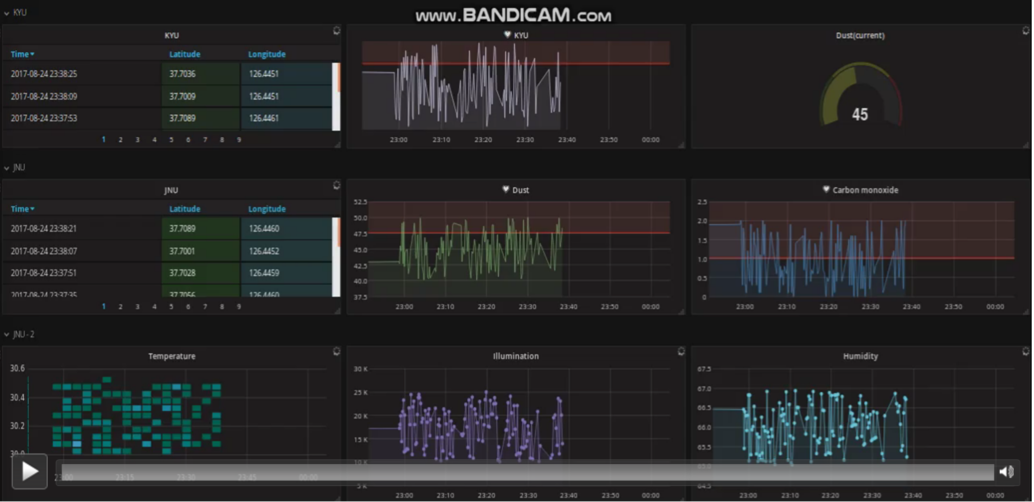 www.BANDICAM.com
KYU
KYU
Time Latitude Longitude
2017-08-24 23:38:25 37.7036 126.4451
2017-08-24 23:38:09 37.7009 126.4451
2017-08-24 23:37:53 37.7089 126.4461
1 2 3 4 5 6 7 8 9
KYU
23:00 23:10 23:20 23:30 23:40 23:50 00:00
Dust(current)
45
JNU
JNU
Time Latitude Longitude
2017-08-24 23:38:21 37.7089 126.4460
2017-08-24 23:38:07 37.7001 126.4452
2017-08-24 23:37:51 37.7028 126.4459
2017-08-24 23:37:35 37.7056 126.4460
1 2 3 4 5 6 7 8 9
Dust
52.5
50.0
47.5
45.0
42.5
40.0
37.5
23:00 23:10 23:20 23:30 23:40 23:50 00:00
Carbon monoxide
2.5
2.0
1.5
1.0
0.5
0
23:00 23:10 23:20 23:30 23:40 23:50 00:00
JNU - 2
Temperature
30.6
30.4
30.2
30.0
Illumination
30 K
25 K
20 K
15 K
10 K
5 K
23:00 23:10 23:20 23:30 23:40 23:50 00:00
Humidity
67.5
67.0
66.5
66.0
65.5
64.5
23:00 23:10 23:20 23:30 23:40 23:50 00:00